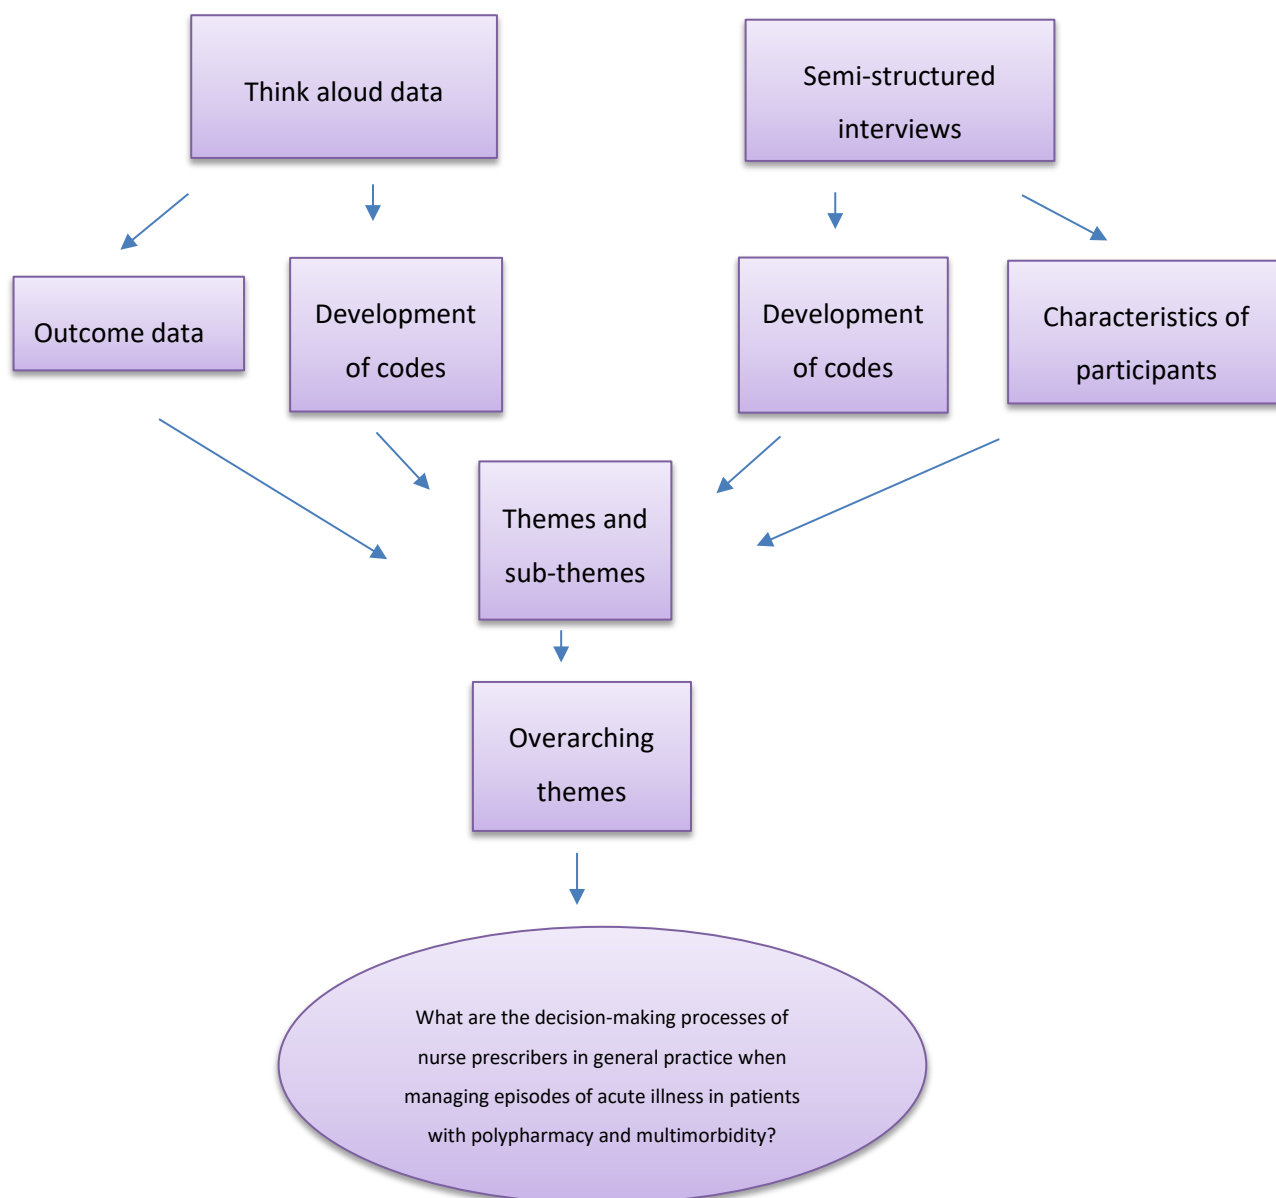 Think aloud data
Semi-structured
interviews
Outcome data
Development
of codes
Development
of codes
Characteristics of
participants
Themes and
sub-themes
Overarching
themes
What are the decision-making processes of
nurse prescribers in general practice when
managing episodes of acute illness in patients
with polypharmacy and multimorbidity?